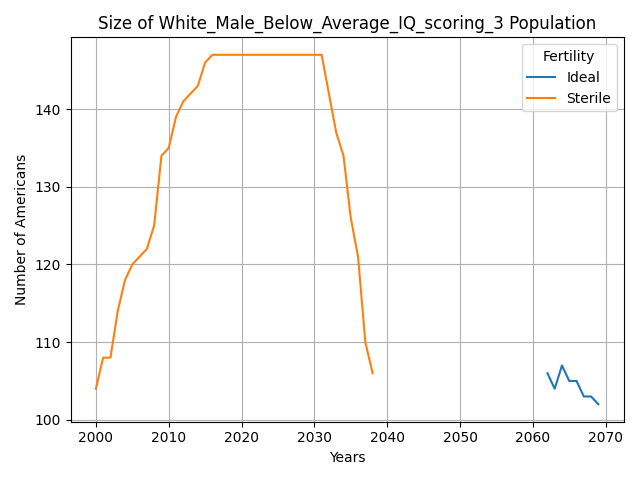 Size of White_Male_Below_Average_IQ_scoring_3 Population
Fertility
Ideal
Sterile
Number of Americans
140
130
120
110
100
2000 2010 2020 2030 2040 2050 2060 2070
Years